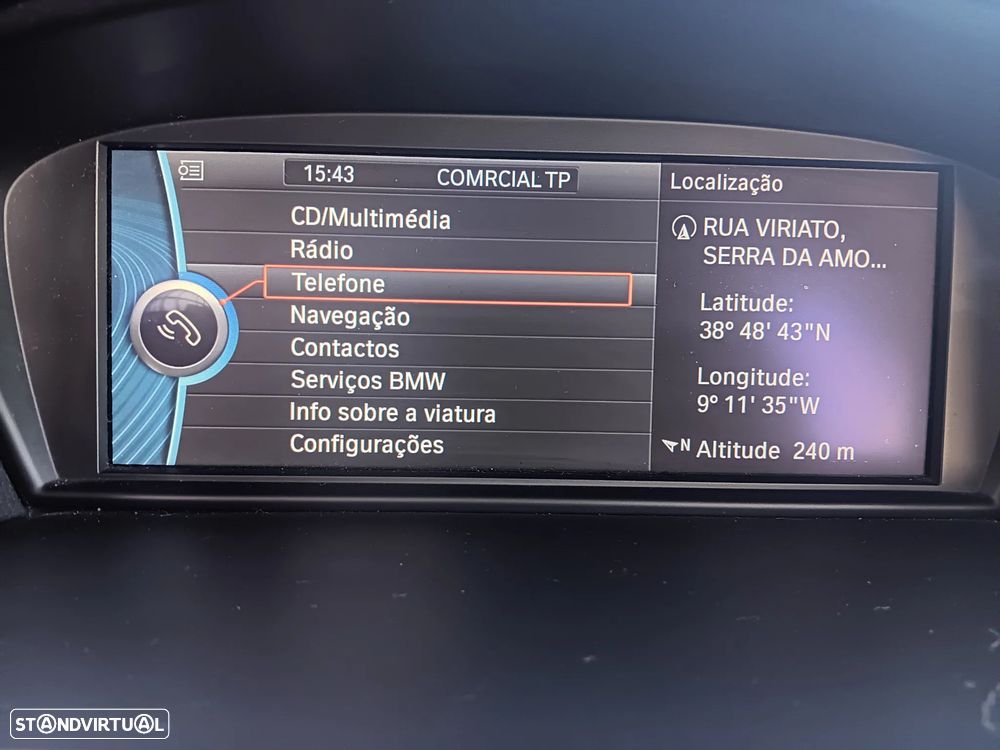 15:43 COMRCIAL TP
CD/Multimédia
Rádio
Telefone
Navegação
Contactos
Serviços BMW
Info sobre a viatura
Configurações
Localização
RUA VIRIATO,
SERRA DA AMO...
Latitude:
38° 48' 43"N
Longitude:
9° 11' 35"W
N Altitude 240 m
STANDVIRTUAL